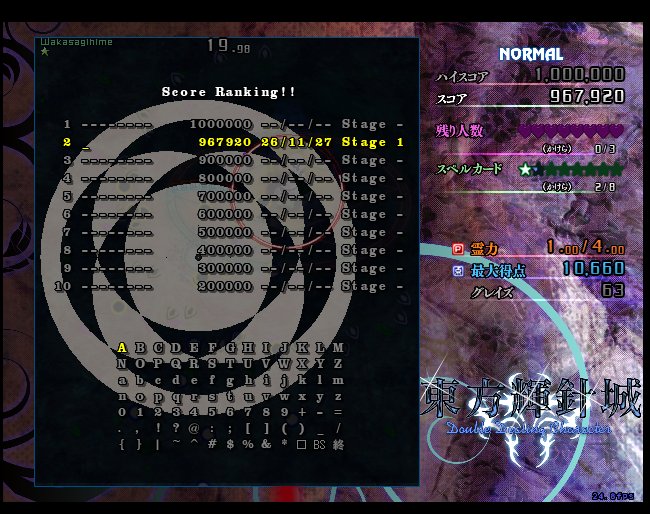 Wakasagihime
19.98
Score Ranking!!
1 -------- 1000000 --/--/-- Stage -
2 _ 967920 26/11/27 Stage 1
3 -------- 900000 --/--/-- Stage -
4 -------- 800000 --/--/-- Stage -
5 -------- 700000 --/--/-- Stage -
6 -------- 600000 --/--/-- Stage -
7 -------- 500000 --/--/-- Stage -
8 -------- 400000 --/--/-- Stage -
9 -------- 300000 --/--/-- Stage -
10 -------- 200000 --/--/-- Stage -
A B C D E F G H I J K L M
N O P Q R S T U V W X Y Z
a b c d e f g h i j k l m
n o p q r s t u v w x y z
0 1 2 3 4 5 6 7 8 9 + - =
. , ! ? @ : ; [ ] ( ) _ /
{ } | ~ ^ # $ % & * □ BS 終
NORMAL
ハイスコア 1,000,000
スコア 967,920
残り人数
(かけら) 0/3
スペルカード
(かけら) 2/8
P 霊力 1.00/4.00
点 最大得点 10,660
グレイズ 63
東方輝針城
Double Dealing Character
24.8fps